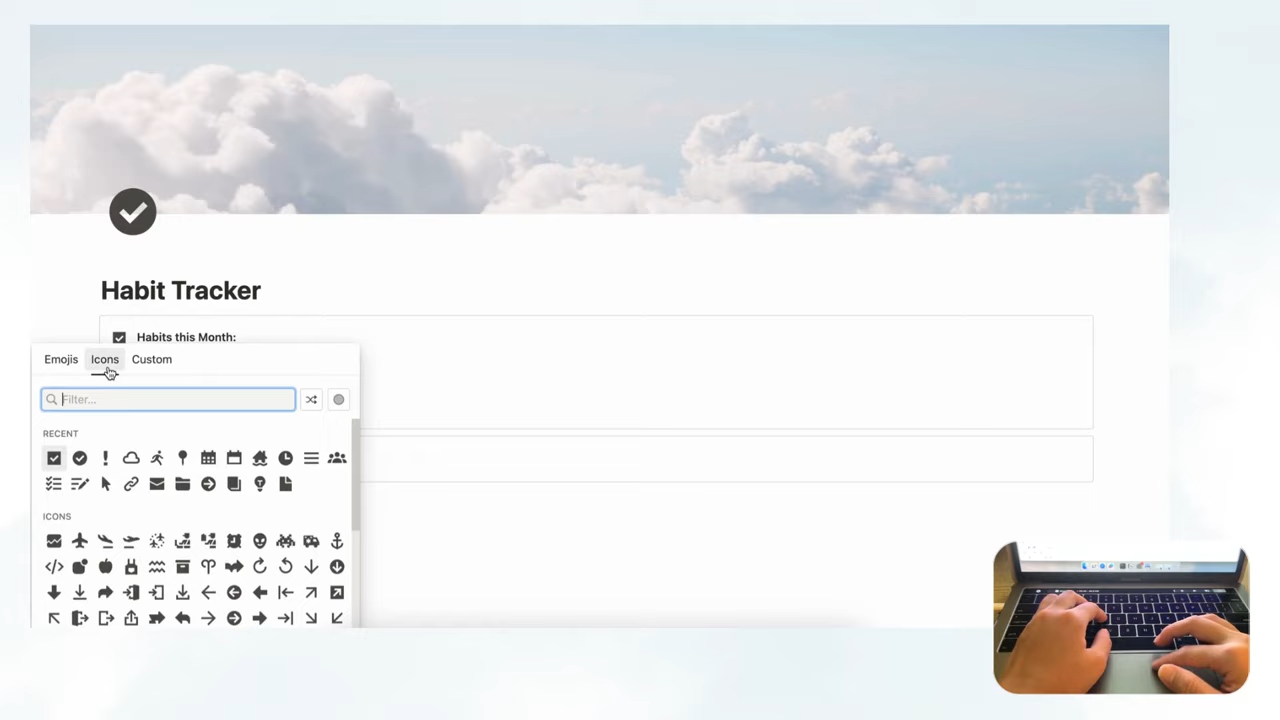 Habit Tracker
Habits this Month:
Emojis Icons Custom
Filter...
RECENT
ICONS